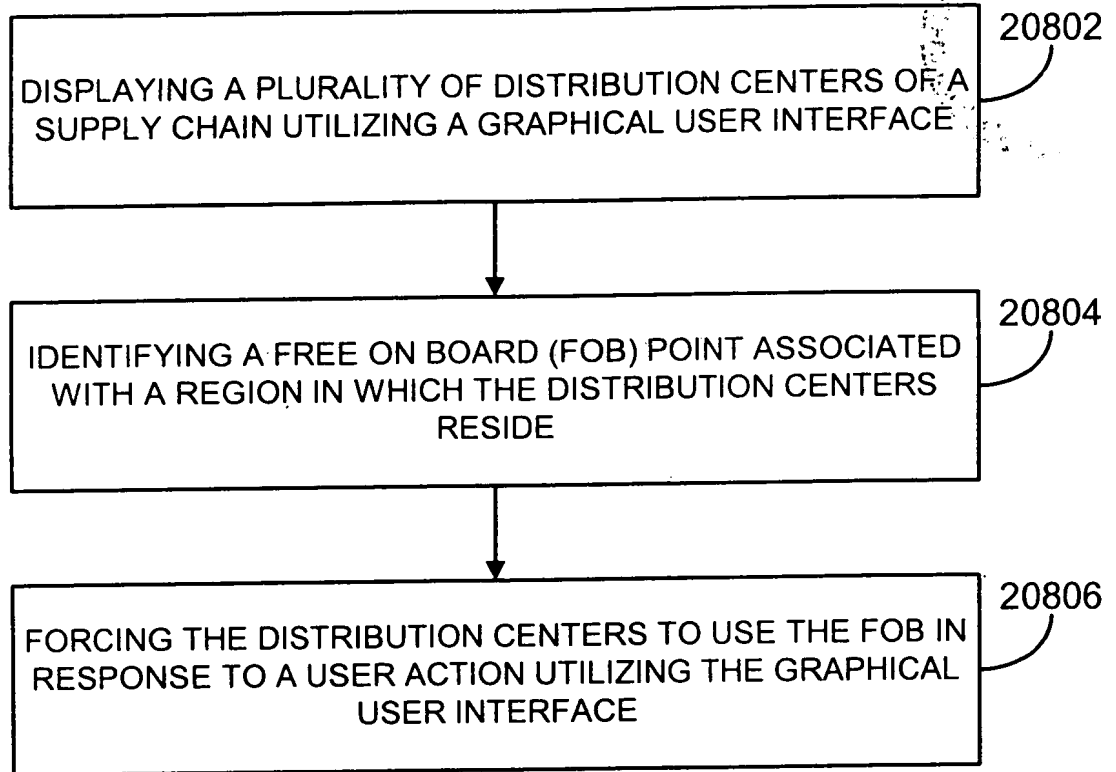 20802
DISPLAYING A PLURALITY OF DISTRIBUTION CENTERS OF A
SUPPLY CHAIN UTILIZING A GRAPHICAL USER INTERFACE
20804
IDENTIFYING A FREE ON BOARD (FOB) POINT ASSOCIATED
WITH A REGION IN WHICH THE DISTRIBUTION CENTERS
RESIDE
20806
FORCING THE DISTRIBUTION CENTERS TO USE THE FOB IN
RESPONSE TO A USER ACTION UTILIZING THE GRAPHICAL
USER INTERFACE